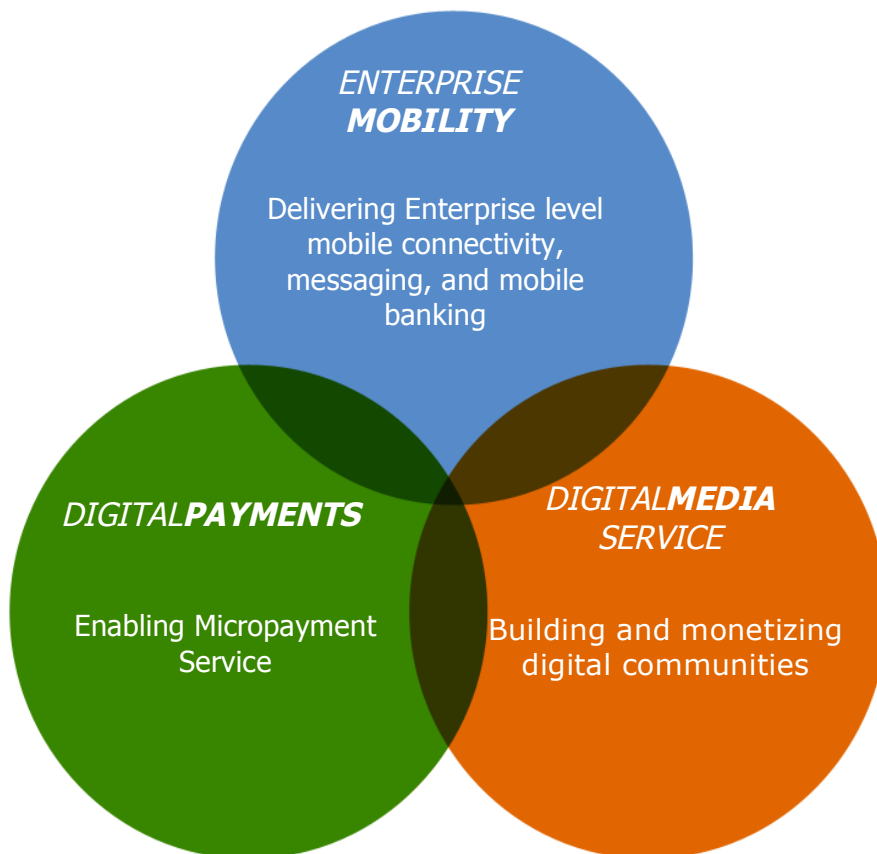 ENTERPRISE
MOBILITY
Delivering Enterprise level
mobile connectivity,
messaging, and mobile
banking
DIGITALPAYMENTS
Enabling Micropayment
Service
DIGITALMEDIA
SERVICE
Building and monetizing
digital communities